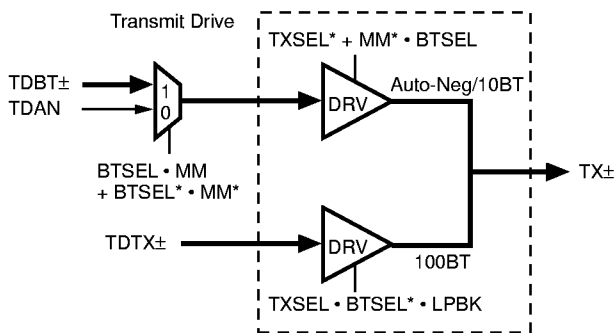 Transmit Drive
TXSEL* + MM* • BTSEL
TDBT±
TDAN
1
0
DRV
Auto-Neg/10BT
BTSEL • MM
+ BTSEL* • MM*
TX±
TDTX±
DRV
100BT
TXSEL • BTSEL* • LPBK